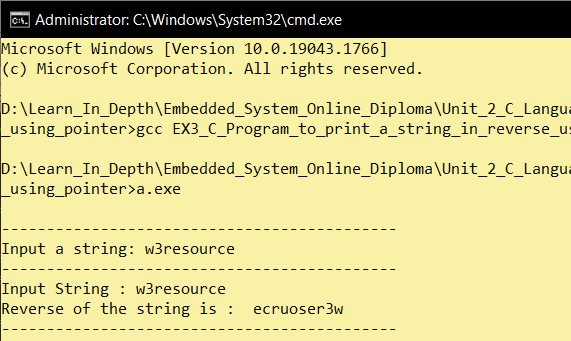 Administrator: C:\Windows\System32\cmd.exe
Microsoft Windows [Version 10.0.19043.1766]
(c) Microsoft Corporation. All rights reserved.
D:\Learn_In_Depth\Embedded_System_Online_Diploma\Unit_2_C_Langua
_using_pointer>gcc EX3_C_Program_to_print_a_string_in_reverse_us
D:\Learn_In_Depth\Embedded_System_Online_Diploma\Unit_2_C_Langua
_using_pointer>a.exe
-------------------------------------------
Input a string: w3resource
-------------------------------------------
Input String : w3resource
Reverse of the string is :  ecruoser3w
-------------------------------------------